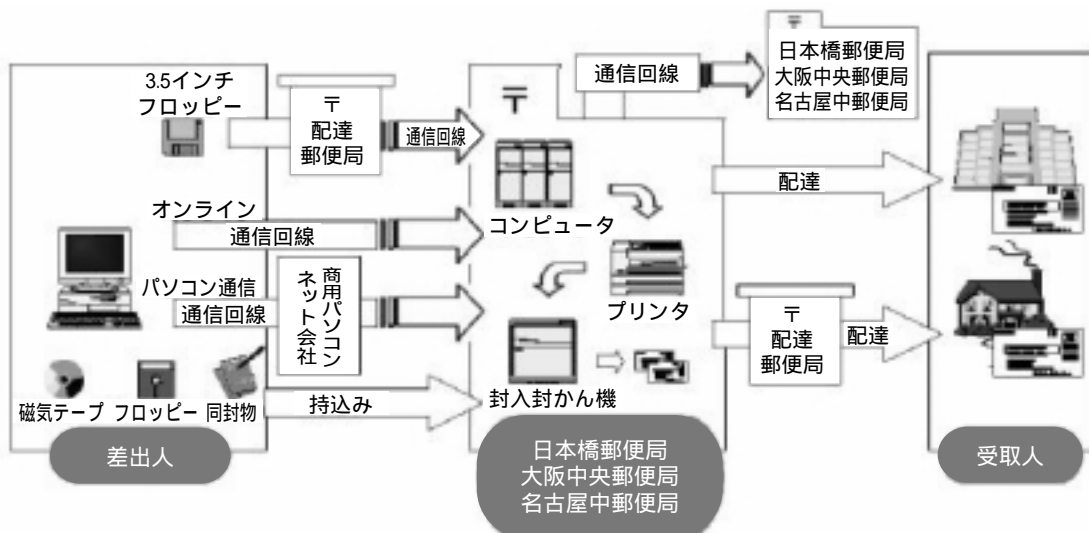 3.5インチ
フロッピー
〒
配達
郵便局
通信回線
オンライン
通信回線
パソコン通信
通信回線
商用パソコン
ネット会社
磁気テープ
フロッピー
同封物
持込み
差出人
〒
コンピュータ
プリンタ
封入封かん機
日本橋郵便局
大阪中央郵便局
名古屋中郵便局
通信回線
〒
日本橋郵便局
大阪中央郵便局
名古屋中郵便局
配達
〒
配達
郵便局
配達
受取人